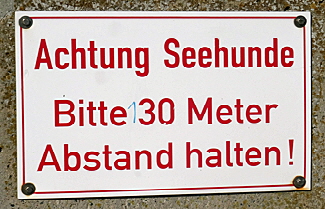 Achtung Seehunde
Bitte 130 Meter
Abstand halten!